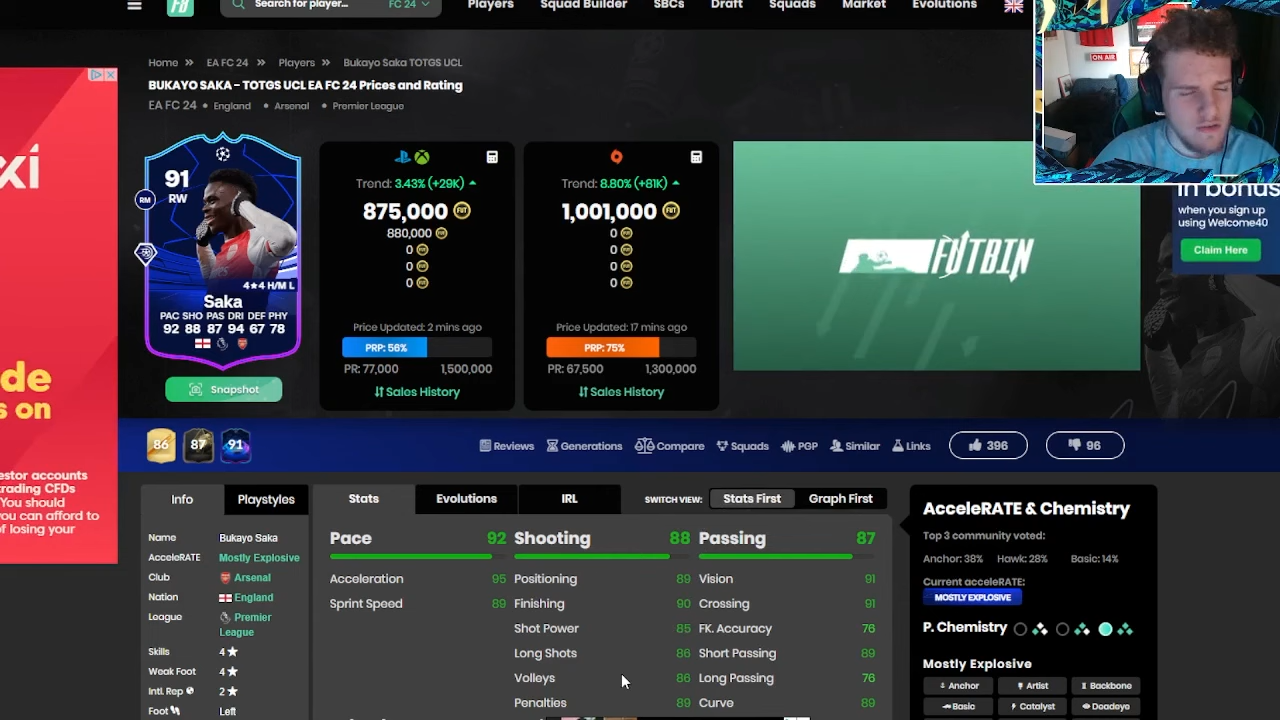 Search for player...
FC 24
Players
Squad Builder
SBCs
Draft
Squads
Market
Evolutions
ON AIR
Home >> EA FC 24 >> Players >> Bukayo Saka TOTGS UCL
BUKAYO SAKA - TOTGS UCL EA FC 24 Prices and Rating
EA FC 24 • England • Arsenal • Premier League
xi
de
s on
estor accounts
trading CFDs
You should
you can afford to
of losing your
91
RW
RM
4★4 H/M L
Saka
PAC SHO PAS DRI DEF PHY
92 88 87 94 67 78
Snapshot
Trend: 3.43% (+29K)
875,000 FUT
880,000
0
0
0
Price Updated: 2 mins ago
PRP: 56%
PR: 77,000 1,500,000
Sales History
Trend: 8.80% (+81K)
1,001,000 FUT
0
0
0
0
Price Updated: 17 mins ago
PRP: 75%
PR: 67,500 1,300,000
Sales History
FUTBIN
in bonus
when you sign up
using Welcome40
Claim Here
86 87 91
Reviews
Generations
Compare
Squads
PGP
Similar
Links
396
96
Info
Playstyles
Name Bukayo Saka
AcceleRATE Mostly Explosive
Club Arsenal
Nation England
League Premier
League
Skills 4★
Weak Foot 4★
Intl. Rep 2★
Foot Left
Stats
Evolutions
IRL
SWITCH VIEW:
Stats First
Graph First
Pace 92
Acceleration 95
Sprint Speed 89
Shooting 88
Positioning 89
Finishing 90
Shot Power 85
Long Shots 86
Volleys 86
Penalties 89
Passing 87
Vision 91
Crossing 91
FK. Accuracy 76
Short Passing 89
Long Passing 76
Curve 89
AcceleRATE & Chemistry
Top 3 community voted:
Anchor: 38% Hawk: 28% Basic: 14%
Current acceleRATE:
MOSTLY EXPLOSIVE
P. Chemistry
Mostly Explosive
Anchor
Artist
Backbone
Basic
Catalyst
Deadeye